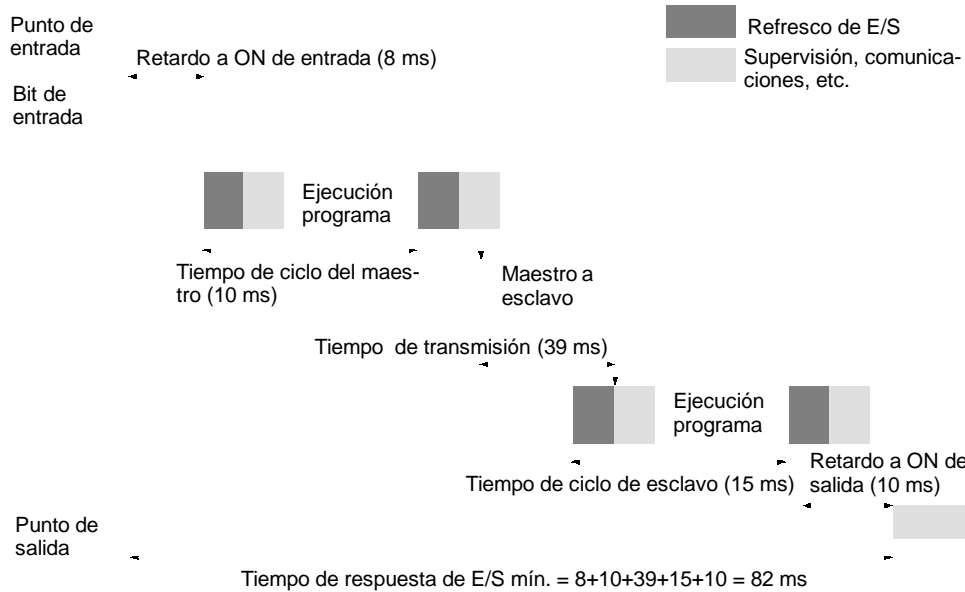 Punto de
entrada
Retardo a ON de entrada (8 ms)
Refresco de E/S
Supervisión, comunica-
ciones, etc.
Bit de
entrada
Ejecución
programa
Tiempo de ciclo del maes-
tro (10 ms)
Maestro a
esclavo
Tiempo de transmisión (39 ms)
Ejecución
programa
Tiempo de ciclo de esclavo (15 ms)
Retardo a ON de
salida (10 ms)
Punto de
salida
Tiempo de respuesta de E/S mín. = 8+10+39+15+10 = 82 ms